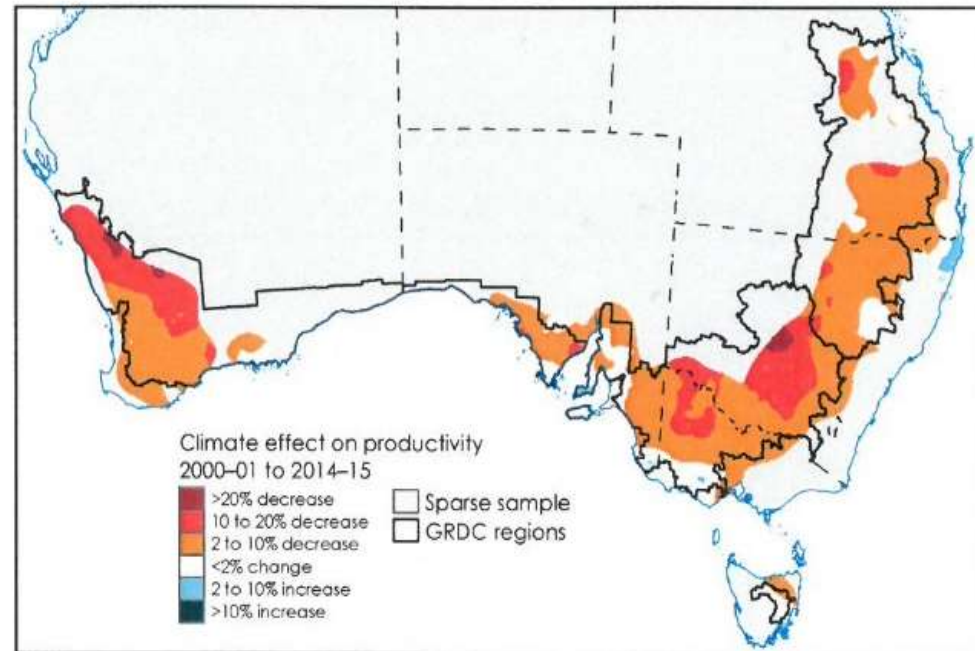 Climate effect on productivity
2000–01 to 2014–15
>20% decrease
10 to 20% decrease
2 to 10% decrease
<2% change
2 to 10% increase
>10% increase
Sparse sample
GRDC regions